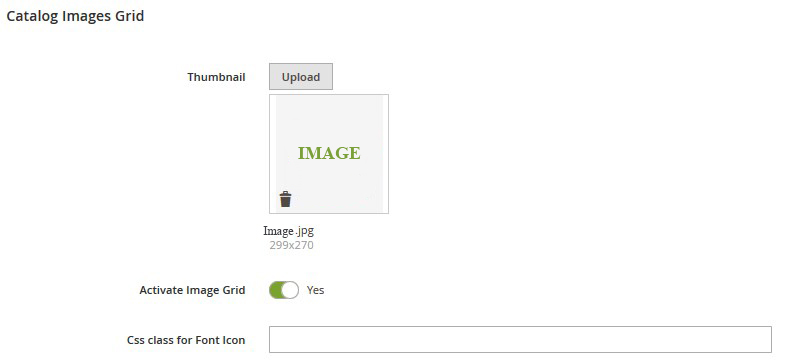 Catalog Images Grid
Thumbnail Upload
IMAGE
Image.jpg
299x270
Activate Image Grid Yes
Css class for Font Icon